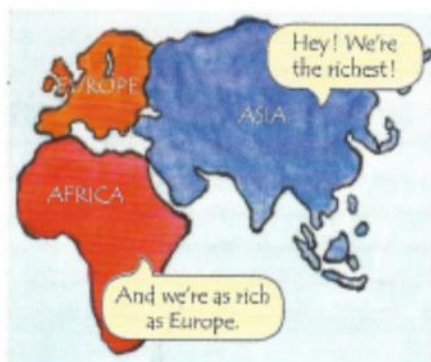 Hey! We're
the richest!
EUROPE
ASIA
AFRICA
And we're as rich
as Europe.